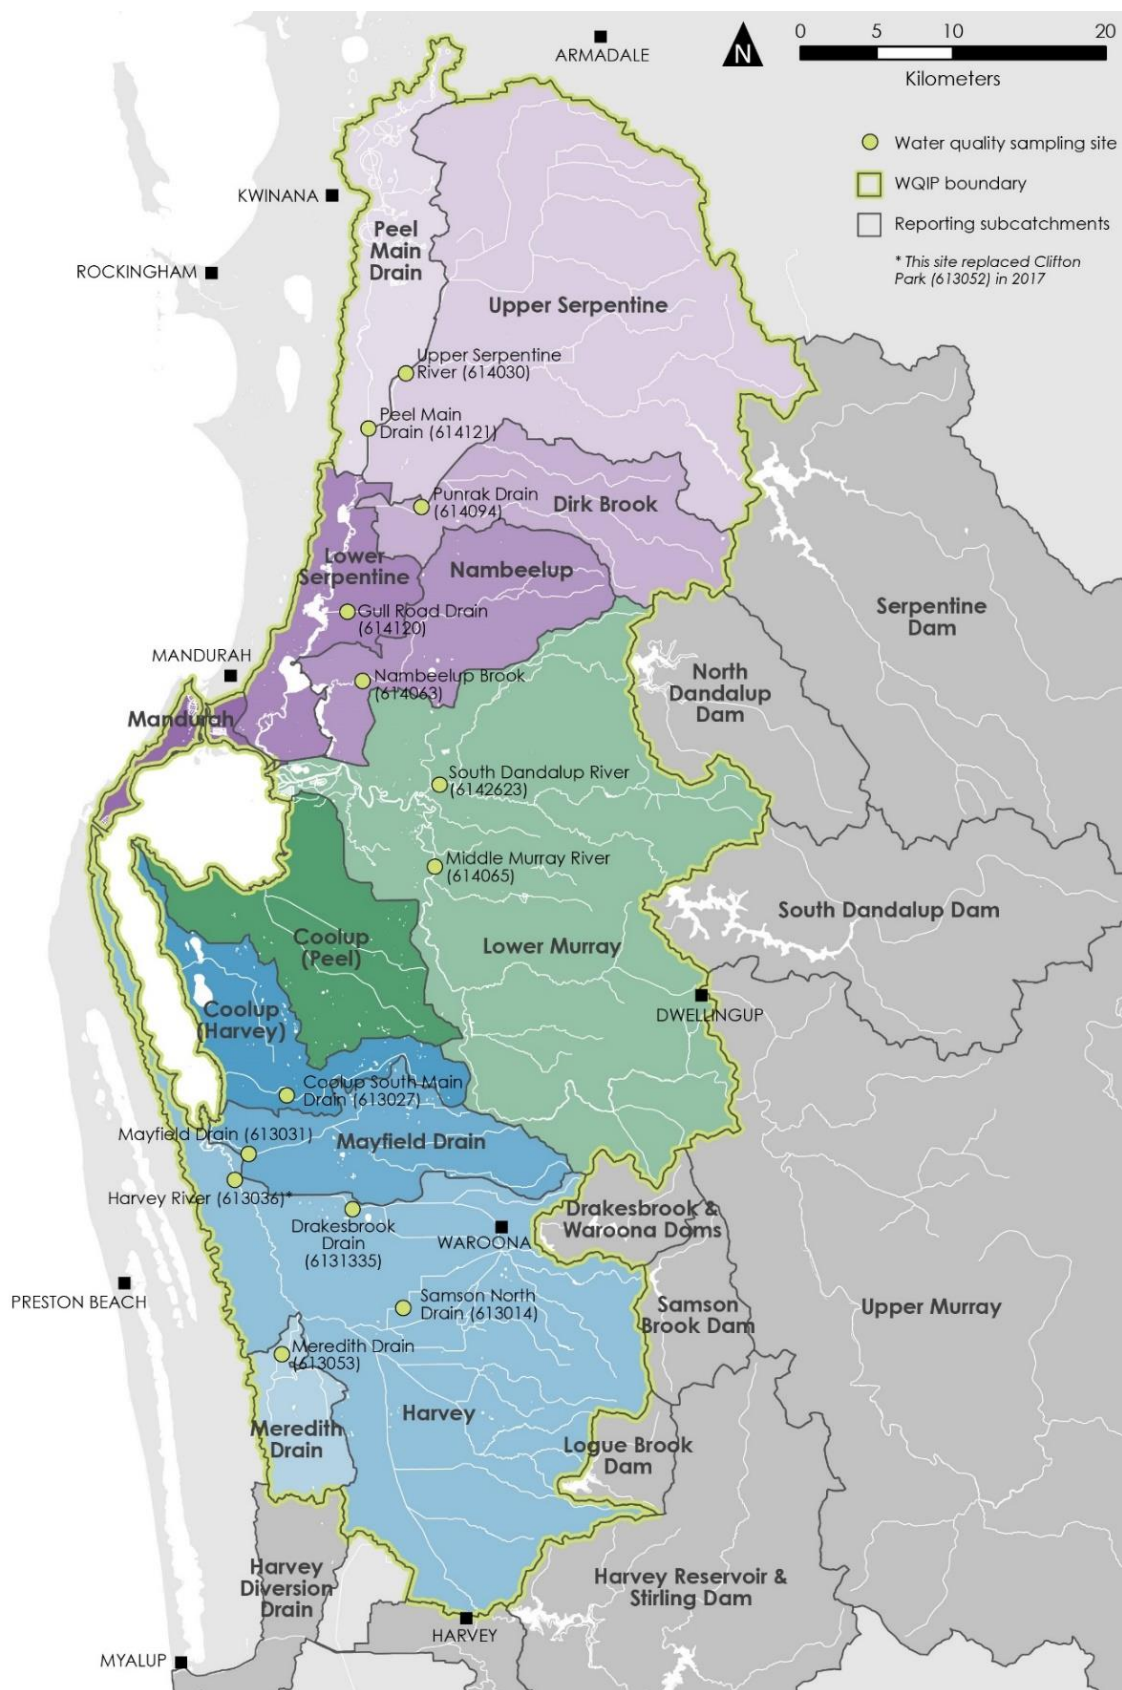 ARMADALE
N
0 5 10 20
Kilometers
Water quality sampling site
WQIP boundary
Reporting subcatchments
* This site replaced Clifton
Park (613052) in 2017
KWINANA
Peel
Main
Drain
ROCKINGHAM
Upper Serpentine
Upper Serpentine
River (614030)
Peel Main
Drain (614121)
Punrak Drain
(614094)
Dirk Brook
Lower
Serpentine
Nambeelup
Gull Road Drain
(614120)
Serpentine
Dam
MANDURAH
Nambeelup Brook
(614063)
North
Dandalup
Dam
Mandurah
South Dandalup River
(6142623)
Middle Murray River
(614065)
South Dandalup Dam
Coolup
(Peel)
Lower Murray
Coolup
(Harvey)
DWELLINGUP
Coolup South Main
Drain (613027)
Mayfield Drain (613031)
Mayfield Drain
Harvey River (613036)*
Drakesbrook
Drain
(6131335)
WAROONA
Drakesbrook &
Waroona Dams
PRESTON BEACH
Samson North
Drain (613014)
Samson
Brook Dam
Upper Murray
Meredith Drain
(613053)
Meredith
Drain
Harvey
Logue Brook
Dam
Harvey
Diversion
Drain
Harvey Reservoir &
Stirling Dam
HARVEY
MYALUP